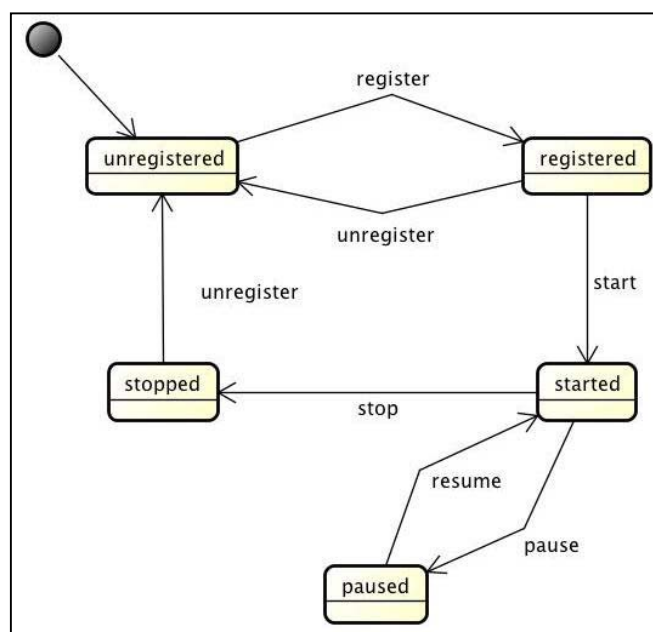 register
unregistered
registered
unregister
start
unregister
stopped
started
stop
resume
pause
paused